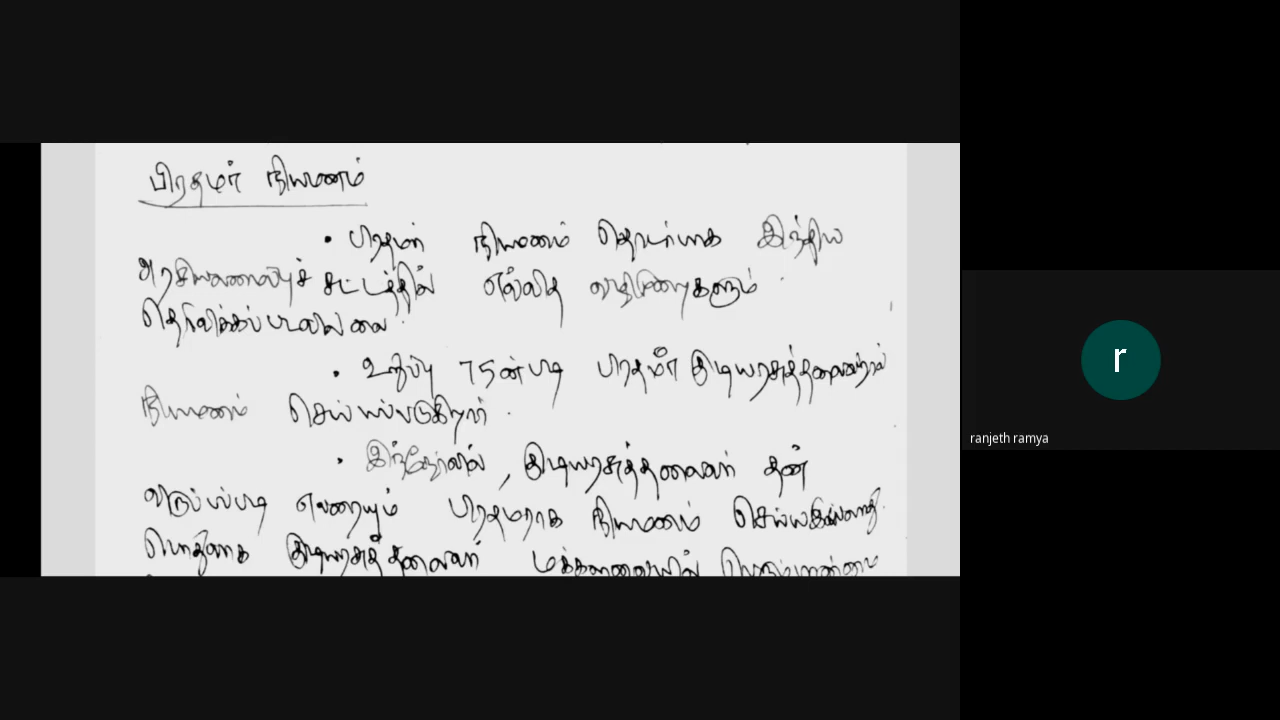 பிரதமர் நியமனம்
• பிரதமர் நியமனம் தொடர்பாக இந்திய
அரசியலமைப்புச் சட்டத்தில் எவ்வித வழிமுறைகளும்
தெரிவிக்கப்படவில்லை.
• உறுப்பு 75ன்படி பிரதமர் குடியரசுத்தலைவரால்
நியமனம் செய்யப்படுகிறார்.
• இந்நேர்வில், குடியரசுத்தலைவர் தன்
விருப்பப்படி எவரையும் பிரதமராக நியமனம் செய்ய இயலாது.
பொதுவாக குடியரசுத்தலைவர் மக்களவையில் பெரும்பான்மை
r
ranjeth ramya